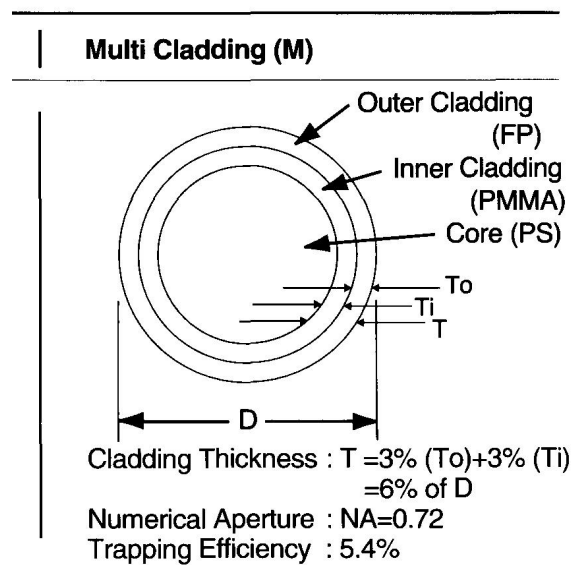 Multi Cladding (M)
Outer Cladding
(FP)
Inner Cladding
(PMMA)
Core (PS)
To
Ti
T
D
Cladding Thickness : T =3% (To)+3% (Ti)
=6% of D
Numerical Aperture : NA=0.72
Trapping Efficiency : 5.4%